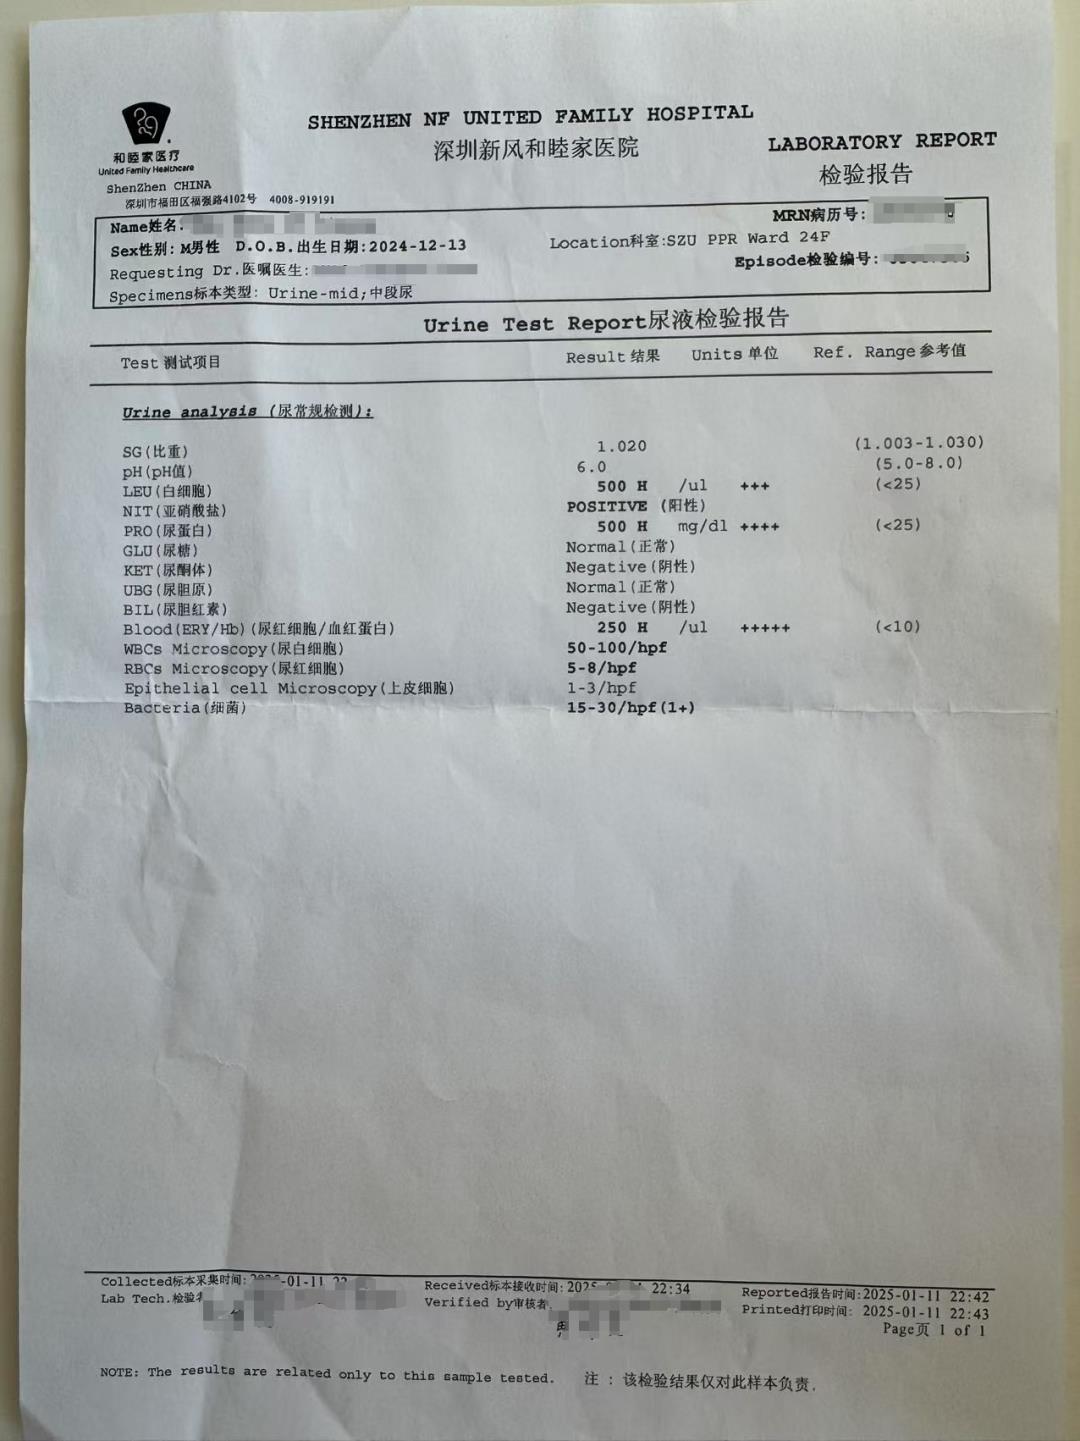 SHENZHEN NF UNITED FAMILY HOSPITAL
深圳新风和睦家医院
LABORATORY REPORT
检验报告
和睦家医疗
United Family Healthcare
ShenZhen CHINA
深圳市福田区福强路4102号 4008-919191
Name姓名:
MRN病历号:
Sex性别: M男性 D.O.B.出生日期:2024-12-13
Location科室:SZU PPR Ward 24F
Requesting Dr.医嘱医生:
Episode检验编号:
Specimens标本类型: Urine-mid;中段尿
Urine Test Report尿液检验报告
Test 测试项目 Result 结果 Units 单位 Ref. Range参考值
Urine analysis (尿常规检测):
SG(比重) 1.020 (1.003-1.030)
pH(pH值) 6.0 (5.0-8.0)
LEU(白细胞) 500 H /ul +++ (<25)
NIT(亚硝酸盐) POSITIVE (阳性)
PRO(尿蛋白) 500 H mg/dl ++++ (<25)
GLU(尿糖) Normal(正常)
KET(尿酮体) Negative(阴性)
UBG(尿胆原) Normal(正常)
BIL(尿胆红素) Negative(阴性)
Blood(ERY/Hb)(尿红细胞/血红蛋白) 250 H /ul +++++ (<10)
WBCs Microscopy(尿白细胞) 50-100/hpf
RBCs Microscopy(尿红细胞) 5-8/hpf
Epithelial cell Microscopy(上皮细胞) 1-3/hpf
Bacteria(细菌) 15-30/hpf(1+)
Collected标本采集时间: -01-11 22 Received标本接收时间: 22:34 Reported报告时间:2025-01-11 22:42
Lab Tech.检验 Verified by审核者 Printed打印时间: 2025-01-11 22:43
Page页 1 of 1
NOTE: The results are related only to this sample tested. 注 : 该检验结果仅对此样本负责.